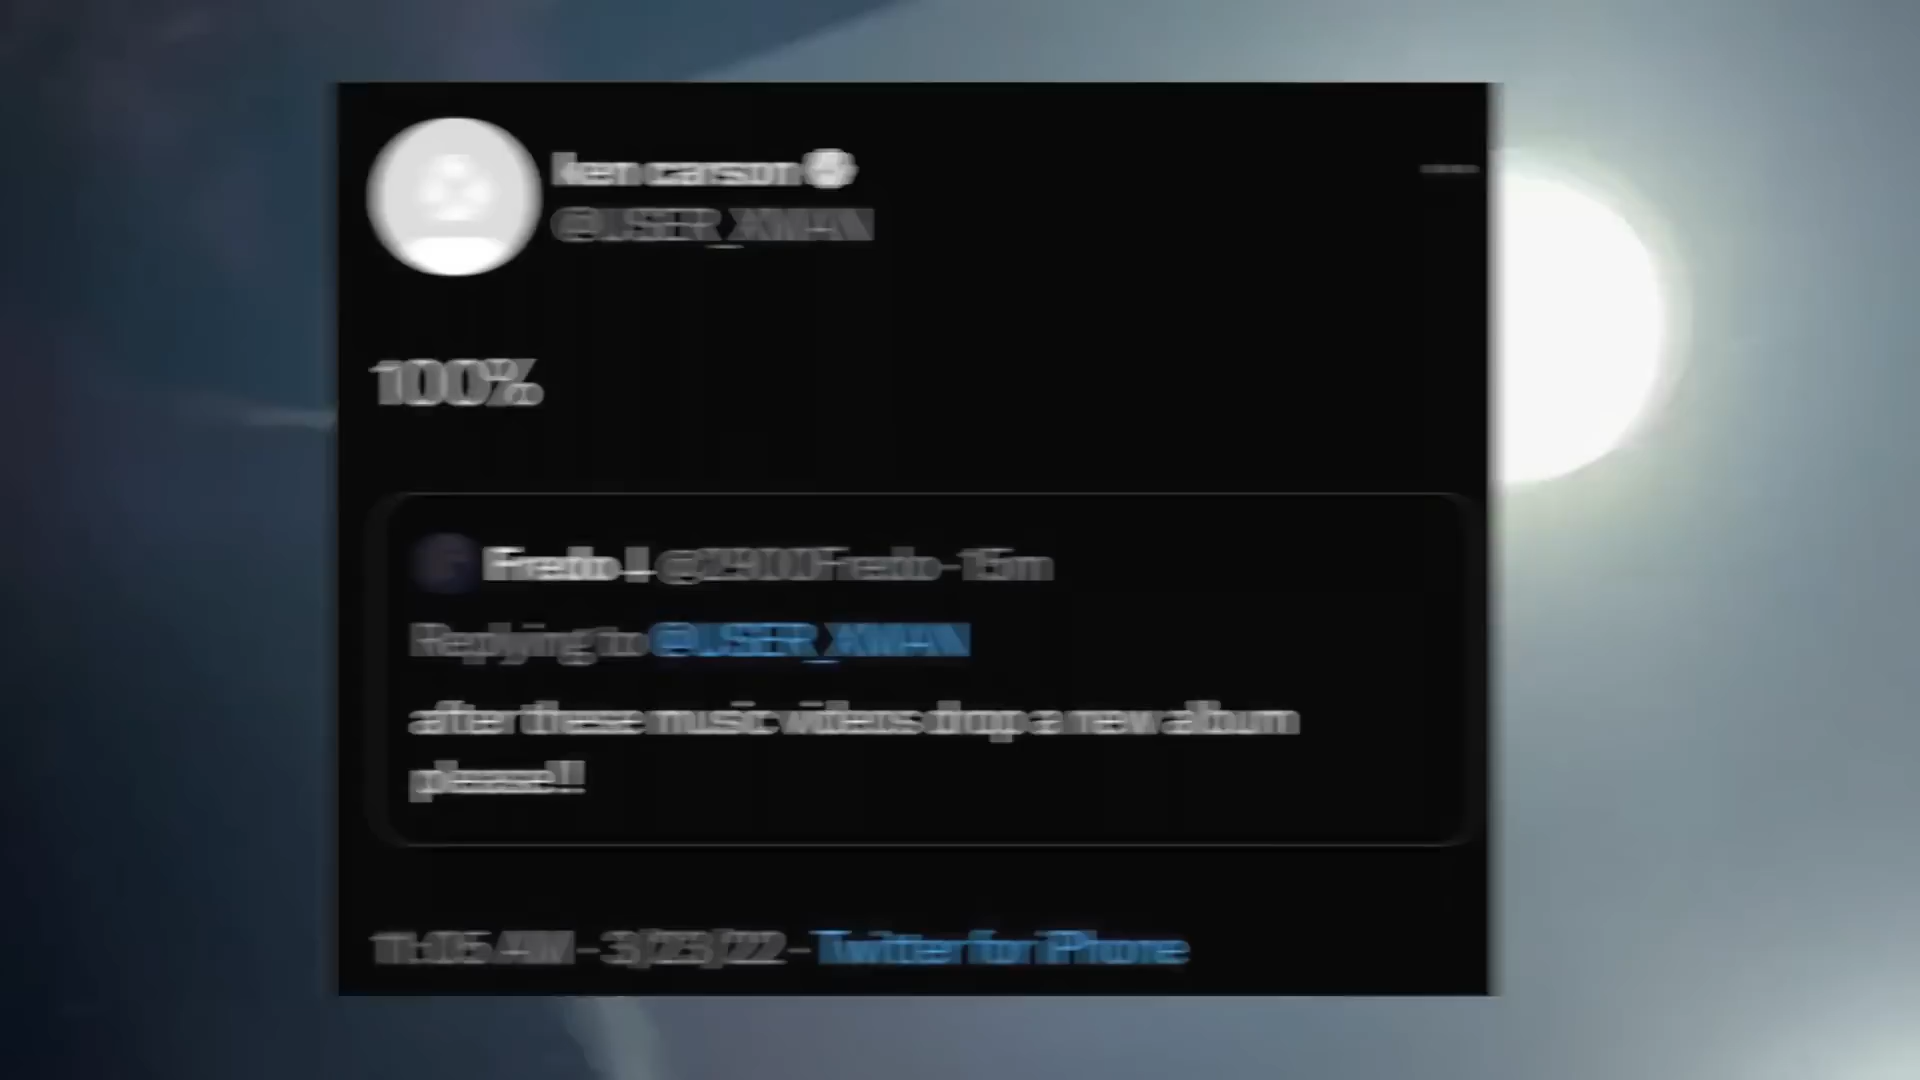 ken carson
@USER_XMAN
100%
Fredo ! @2900Fredo · 15m
Replying to @USER_XMAN
after these music videos drop a new album
please!!
11:05 AM · 3/23/22 · Twitter for iPhone